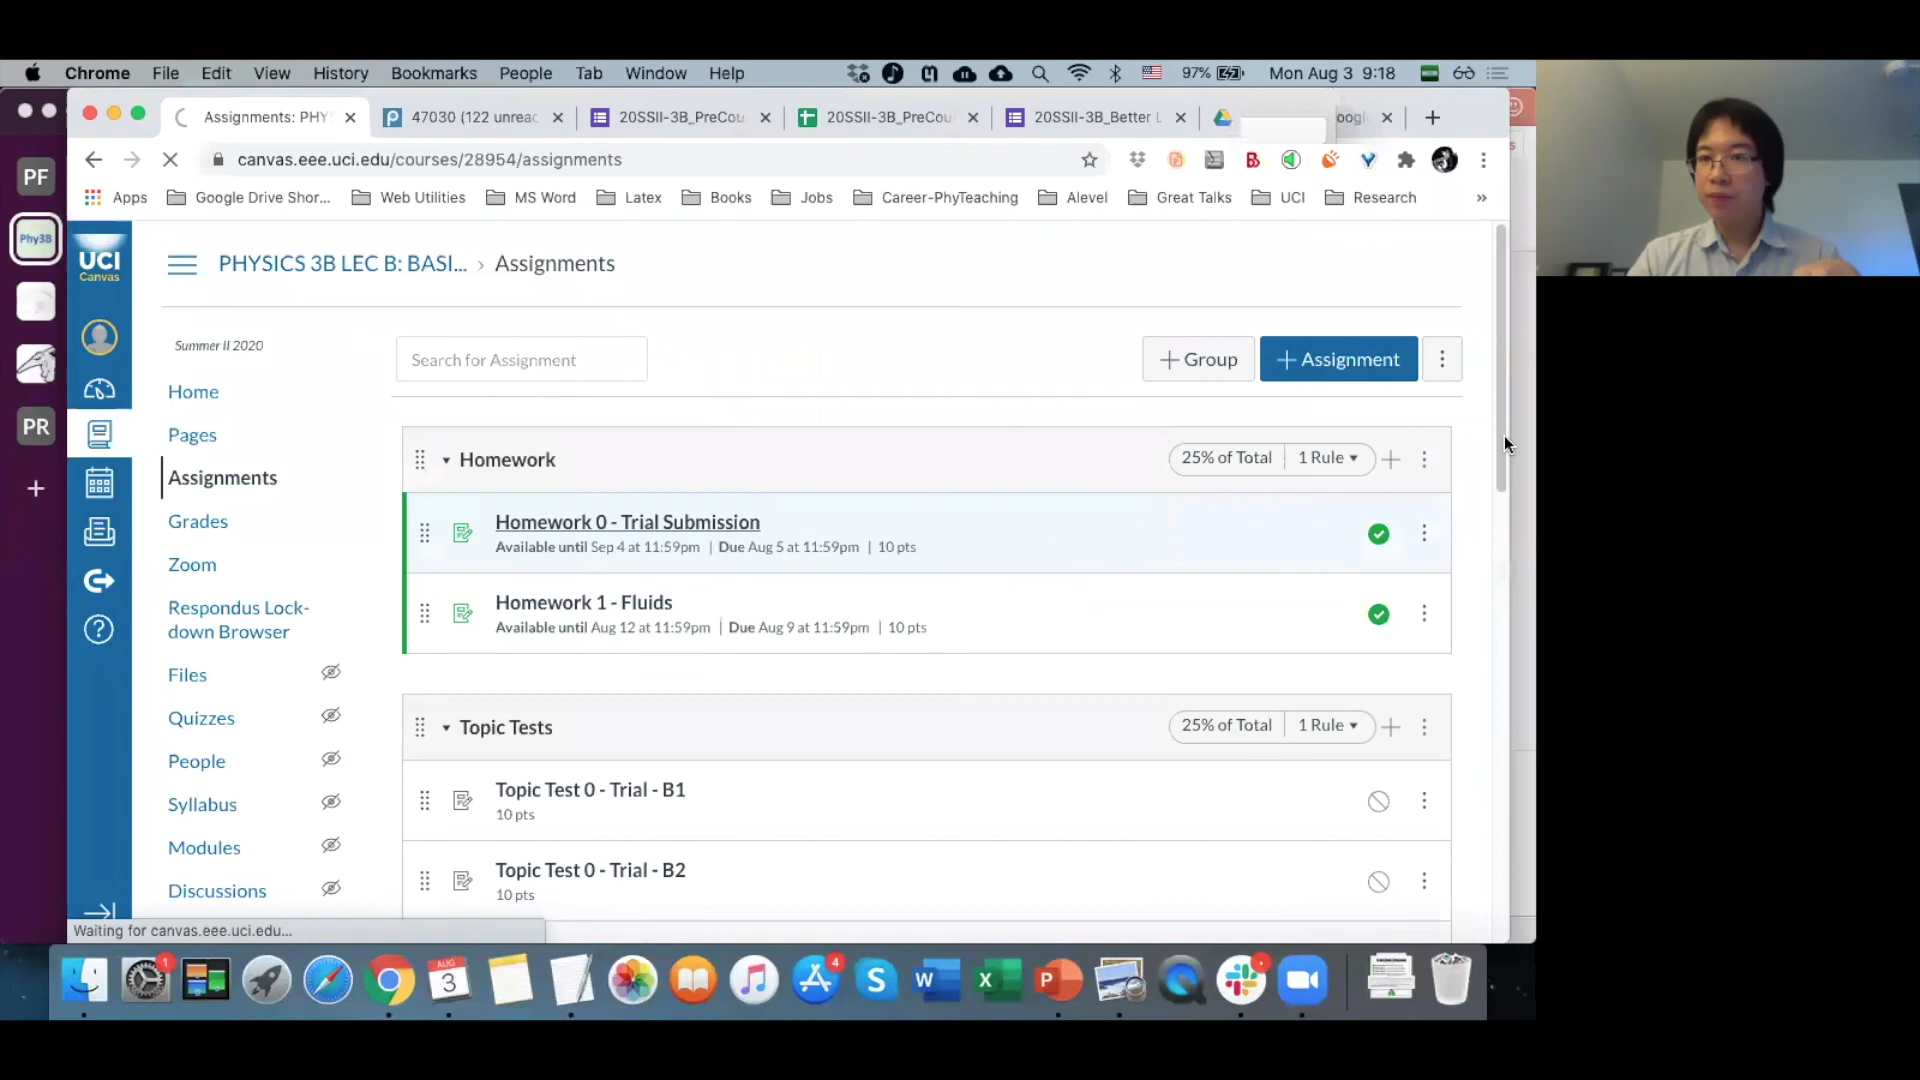 Chrome File Edit View History Bookmarks People Tab Window Help 97% Mon Aug 3 9:18
Assignments: PHY 47030 (122 unreac 20SSII-3B_PreCou 20SSII-3B_PreCou 20SSII-3B_Better L
canvas.eee.uci.edu/courses/28954/assignments
Apps Google Drive Shor... Web Utilities MS Word Latex Books Jobs Career-PhyTeaching Alevel Great Talks UCI Research »
PF
Phy3B
PR
+
UCI
Canvas
PHYSICS 3B LEC B: BASI... › Assignments
Summer II 2020
Home
Pages
Assignments
Grades
Zoom
Respondus Lock-
down Browser
Files
Quizzes
People
Syllabus
Modules
Discussions
Search for Assignment
+ Group
+ Assignment
Homework 25% of Total 1 Rule
Homework 0 - Trial Submission
Available until Sep 4 at 11:59pm | Due Aug 5 at 11:59pm | 10 pts
Homework 1 - Fluids
Available until Aug 12 at 11:59pm | Due Aug 9 at 11:59pm | 10 pts
Topic Tests 25% of Total 1 Rule
Topic Test 0 - Trial - B1
10 pts
Topic Test 0 - Trial - B2
10 pts
Waiting for canvas.eee.uci.edu...
1
AUG
3
4
S
W
X
P